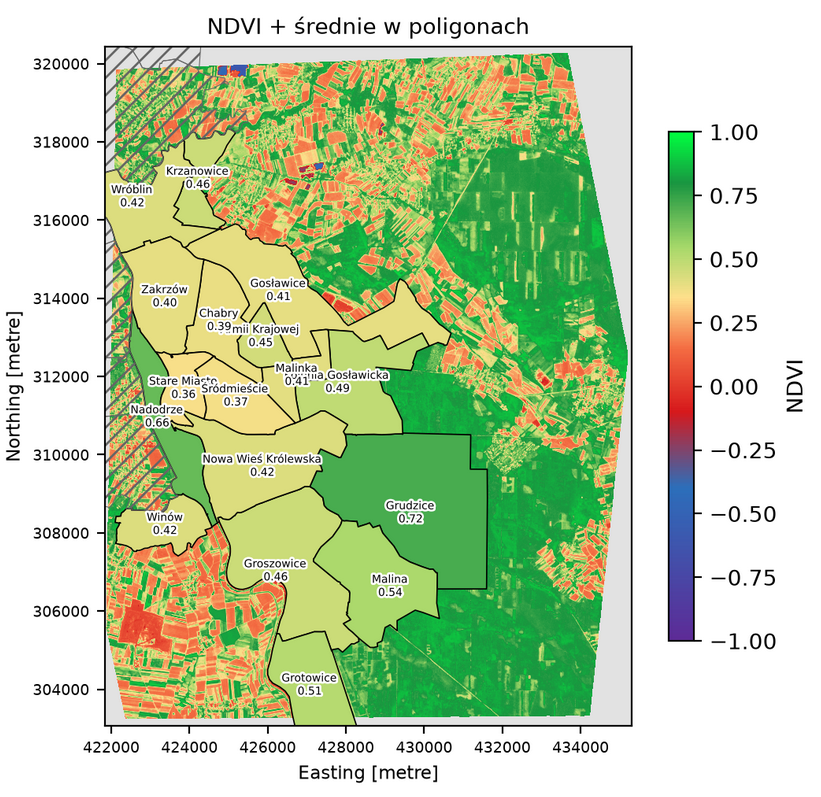 NDVI + średnie w poligonach
320000
318000
316000
314000
312000
310000
308000
306000
304000
Northing [metre]
Krzanowice
0.46
Wróblin
0.42
Zakrzów
0.40
Gosławice
0.41
Chabry
0.39
mii Krajowej
0.45
Malinka
0.41
Gosławicka
0.49
Stare Miasto
0.36
Śródmieście
0.37
Nadodrze
0.66
Nowa Wieś Królewska
0.42
Winów
0.42
Grudzice
0.72
Groszowice
0.46
Malina
0.54
Grotowice
0.51
422000 424000 426000 428000 430000 432000 434000
Easting [metre]
1.00
0.75
0.50
0.25
0.00
−0.25
−0.50
−0.75
−1.00
NDVI